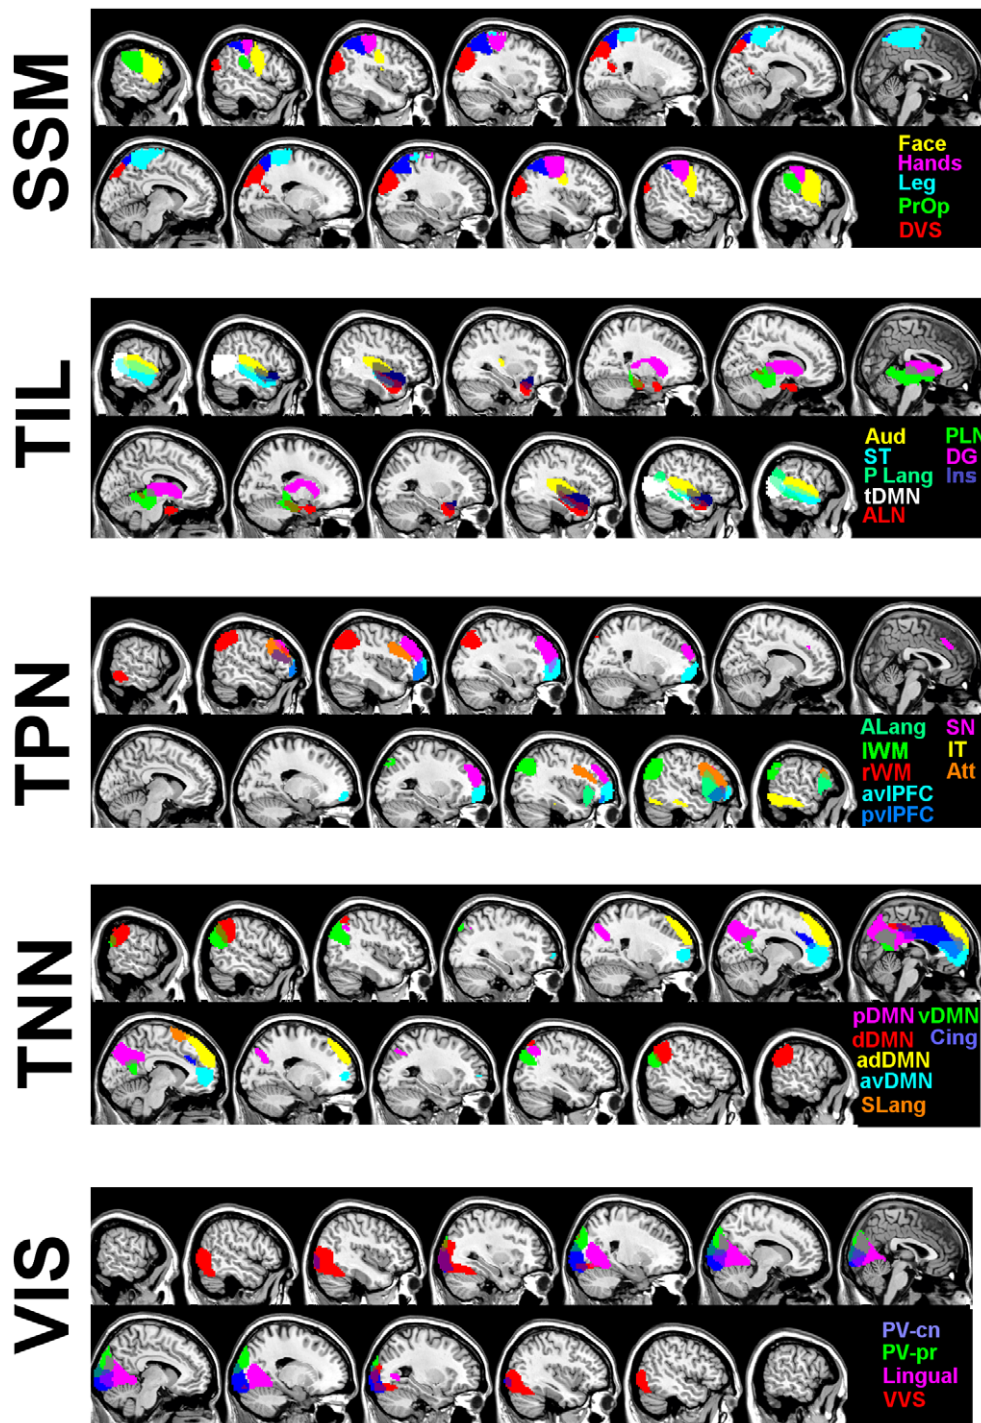 SSM
Face
Hands
Leg
PrOp
DVS
TIL
Aud PLN
ST DG
P Lang Ins
tDMN
ALN
TPN
ALang SN
lWM IT
rWM Att
avlPFC
pvlPFC
TNN
pDMN vDMN
dDMN Cing
adDMN
avDMN
SLang
VIS
PV-cn
PV-pr
Lingual
VVS